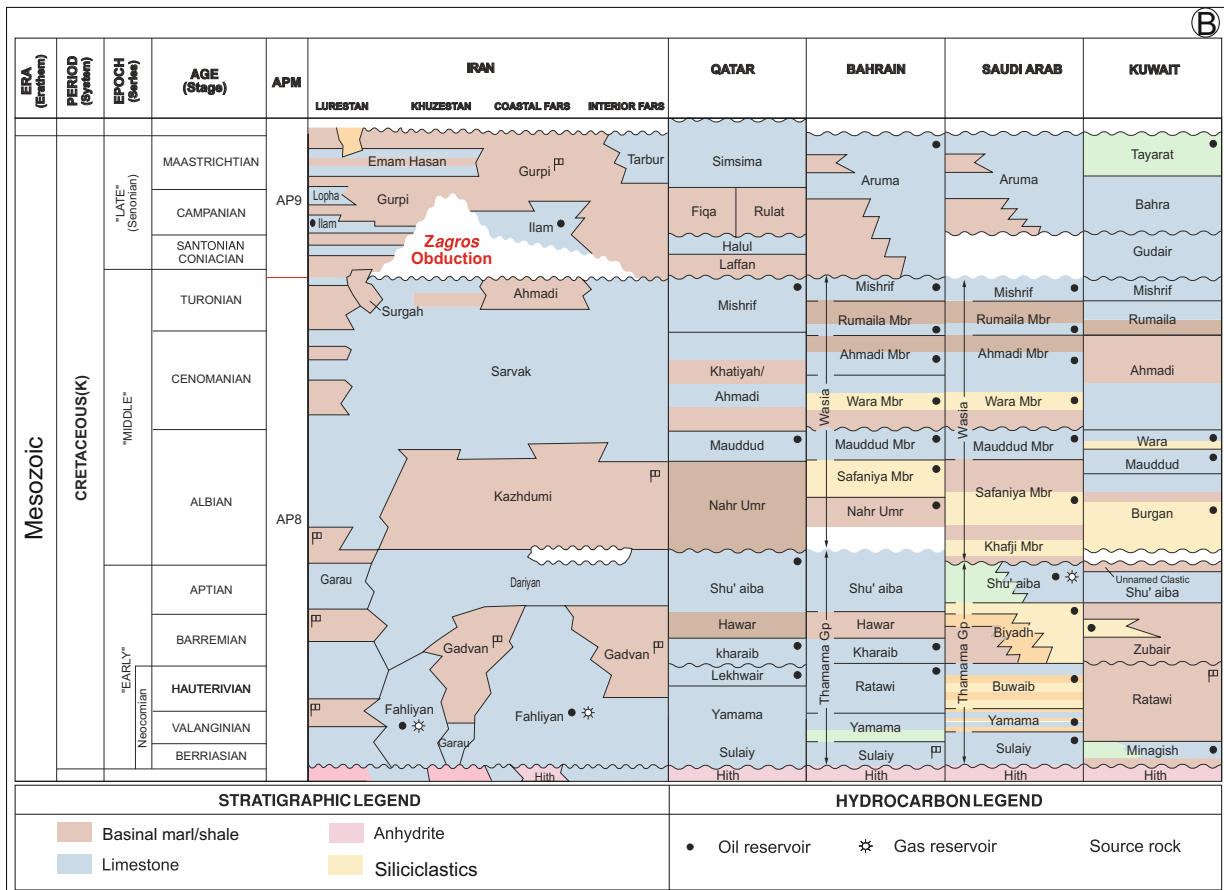 B
ERA
(Erathem)
PERIOD
(System)
EPOCH
(Series)
AGE
(Stage)
APM
IRAN
LURESTAN
KHUZESTAN
COASTAL FARS
INTERIOR FARS
QATAR
BAHRAIN
SAUDI ARAB
KUWAIT
Mesozoic
CRETACEOUS(K)
"LATE"
(Senonian)
"MIDDLE"
"EARLY"
Neocomian
MAASTRICHTIAN
CAMPANIAN
SANTONIAN
CONIACIAN
TURONIAN
CENOMANIAN
ALBIAN
APTIAN
BARREMIAN
HAUTERIVIAN
VALANGINIAN
BERRIASIAN
AP9
AP8
Emam Hasan
Gurpi
Tarbur
Lopha
Gurpi
Ilam
Ilam
Zagros
Obduction
Ahmadi
Surgah
Sarvak
Kazhdumi
Garau
Dariyan
Gadvan
Gadvan
Fahliyan
Fahliyan
Garau
Hith
Simsima
Fiqa
Rulat
Halul
Laffan
Mishrif
Khatiyah/
Ahmadi
Mauddud
Nahr Umr
Shu' aiba
Hawar
kharaib
Lekhwair
Yamama
Sulaiy
Hith
Aruma
Mishrif
Rumaila Mbr
Ahmadi Mbr
Wara Mbr
Wasia
Mauddud Mbr
Safaniya Mbr
Nahr Umr
Shu' aiba
Hawar
Kharaib
Thamama Gp
Ratawi
Yamama
Sulaiy
Hith
Aruma
Mishrif
Rumaila Mbr
Ahmadi Mbr
Wara Mbr
Wasia
Mauddud Mbr
Safaniya Mbr
Khafji Mbr
Shu' aiba
Biyadh
Thamama Gp
Buwaib
Yamama
Sulaiy
Hith
Tayarat
Bahra
Gudair
Mishrif
Rumaila
Ahmadi
Wara
Mauddud
Burgan
Unnamed Clastic
Shu' aiba
Zubair
Ratawi
Minagish
Hith
STRATIGRAPHIC LEGEND
Basinal marl/shale
Anhydrite
Limestone
Siliciclastics
HYDROCARBON LEGEND
Oil reservoir
Gas reservoir
Source rock